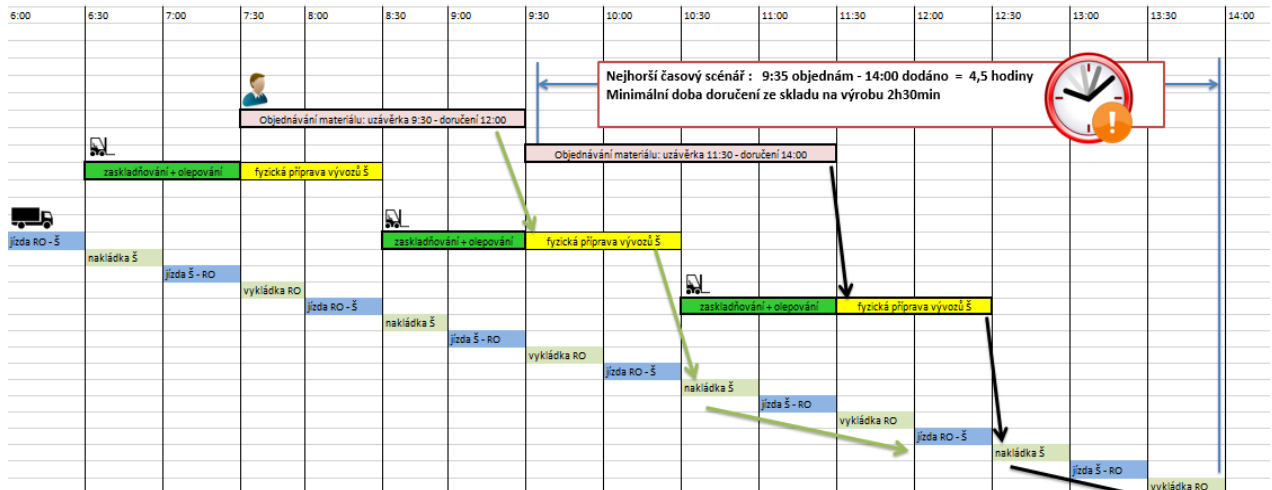 6:00 6:30 7:00 7:30 8:00 8:30 9:00 9:30 10:00 10:30 11:00 11:30 12:00 12:30 13:00 13:30 14:00
Nejhorší časový scénář : 9:35 objednám - 14:00 dodáno = 4,5 hodiny
Minimální doba doručení ze skladu na výrobu 2h30min
Objednávání materiálu: uzávěrka 9:30 - doručení 12:00
Objednávání materiálu: uzávěrka 11:30 - doručení 14:00
zaskladňování + olepování fyzická příprava vývozů Š
jízda RO - Š zaskladňování + olepování fyzická příprava vývozů Š
nakládka Š
jízda Š - RO
vykládka RO
jízda RO - Š zaskladňování + olepování fyzická příprava vývozů Š
nakládka Š
jízda Š - RO
vykládka RO
jízda RO - Š
nakládka Š
jízda Š - RO
vykládka RO
jízda RO - Š
nakládka Š
jízda Š - RO
vykládka RO